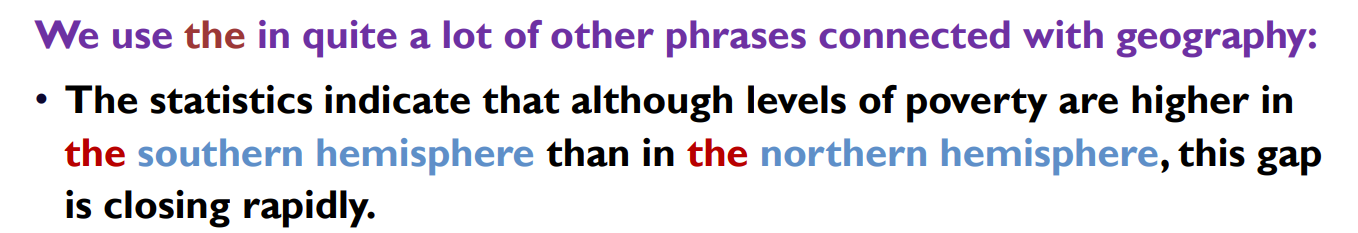 We use the in quite a lot of other phrases connected with geography:
• The statistics indicate that although levels of poverty are higher in
the southern hemisphere than in the northern hemisphere, this gap
is closing rapidly.